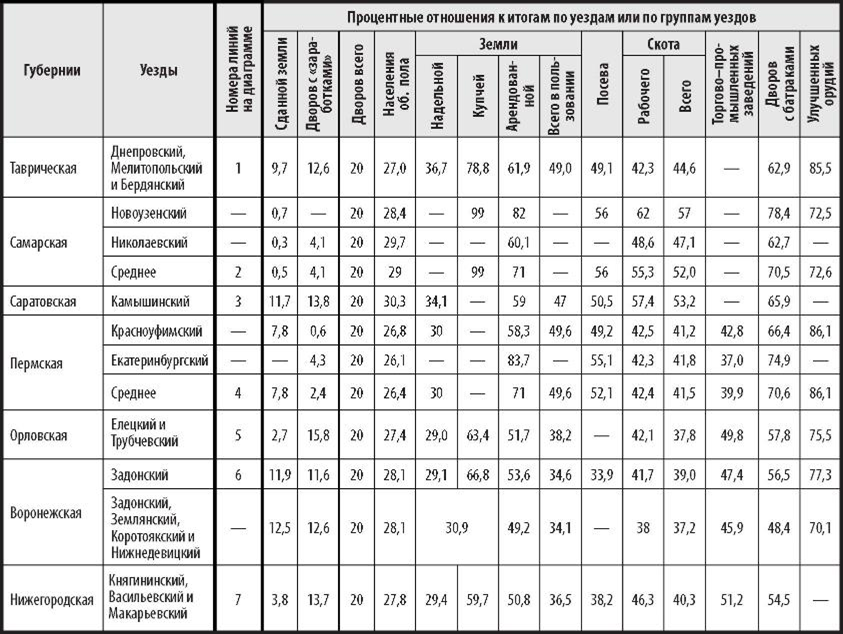 Губернии | Уезды | Номера линий на диаграмме | Процентные отношения к итогам по уездам или по группам уездов
Сданной земли | Дворов с «зара-ботками» | Дворов всего | Населения об. пола | Земли | Посева | Скота | Торгово–про-мышленных заведений | Дворов с батраками | Улучшенных орудий
Надельной | Купчей | Арендован-ной | Всего в поль-зовании | Рабочего | Всего
Таврическая | Днепровский, Мелитопольский и Бердянский | 1 | 9,7 | 12,6 | 20 | 27,0 | 36,7 | 78,8 | 61,9 | 49,0 | 49,1 | 42,3 | 44,6 | — | 62,9 | 85,5
Самарская | Новоузенский | — | 0,7 | — | 20 | 28,4 | — | 99 | 82 | — | 56 | 62 | 57 | — | 78,4 | 72,5
Николаевский | — | 0,3 | 4,1 | 20 | 29,7 | — | — | 60,1 | — | — | 48,6 | 47,1 | — | 62,7 | —
Среднее | 2 | 0,5 | 4,1 | 20 | 29 | — | 99 | 71 | — | 56 | 55,3 | 52,0 | — | 70,5 | 72,6
Саратовская | Камышинский | 3 | 11,7 | 13,8 | 20 | 30,3 | 34,1 | — | 59 | 47 | 50,5 | 57,4 | 53,2 | — | 65,9 | —
Пермская | Красноуфимский | — | 7,8 | 0,6 | 20 | 26,8 | 30 | — | 58,3 | 49,6 | 49,2 | 42,5 | 41,2 | 42,8 | 66,4 | 86,1
Екатеринбургский | — | — | 4,3 | 20 | 26,1 | — | — | 83,7 | — | 55,1 | 42,3 | 41,8 | 37,0 | 74,9 | —
Среднее | 4 | 7,8 | 2,4 | 20 | 26,4 | 30 | — | 71 | 49,6 | 52,1 | 42,4 | 41,5 | 39,9 | 70,6 | 86,1
Орловская | Елецкий и Трубчевский | 5 | 2,7 | 15,8 | 20 | 27,4 | 29,0 | 63,4 | 51,7 | 38,2 | — | 42,1 | 37,8 | 49,8 | 57,8 | 75,5
Воронежская | Задонский | 6 | 11,9 | 11,6 | 20 | 28,1 | 29,1 | 66,8 | 53,6 | 34,6 | 33,9 | 41,7 | 39,0 | 47,4 | 56,5 | 77,3
Задонский, Землянский, Коротоякский и Нижнедевицкий | — | 12,5 | 12,6 | 20 | 28,1 | 30,9 | 49,2 | 34,1 | — | 38 | 37,2 | 45,9 | 48,4 | 70,1
Нижегородская | Княгининский, Васильевский и Макарьевский | 7 | 3,8 | 13,7 | 20 | 27,8 | 29,4 | 59,7 | 50,8 | 36,5 | 38,2 | 46,3 | 40,3 | 51,2 | 54,5 | —